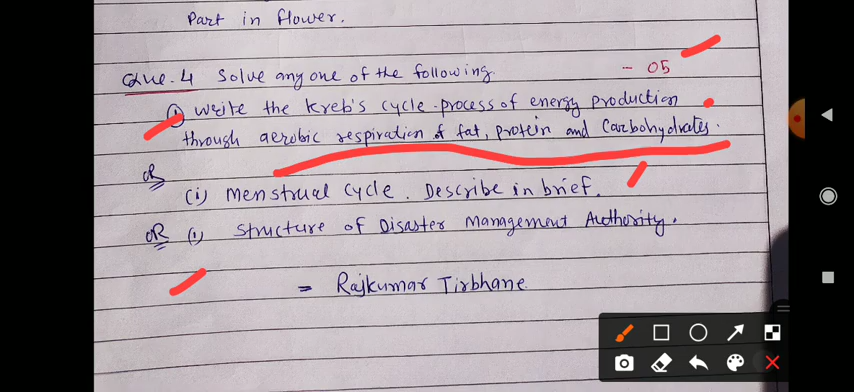 Part in flower.
Que. 4 Solve any one of the following. - 05
(i) Write the Kreb's cycle - process of energy production
through aerobic respiration of fat, protein and Carbohydrates.
OR
(i) Menstrual Cycle. Describe in brief.
OR (i) Structure of Disaster Management Authority.
= Rajkumar Tirbhane